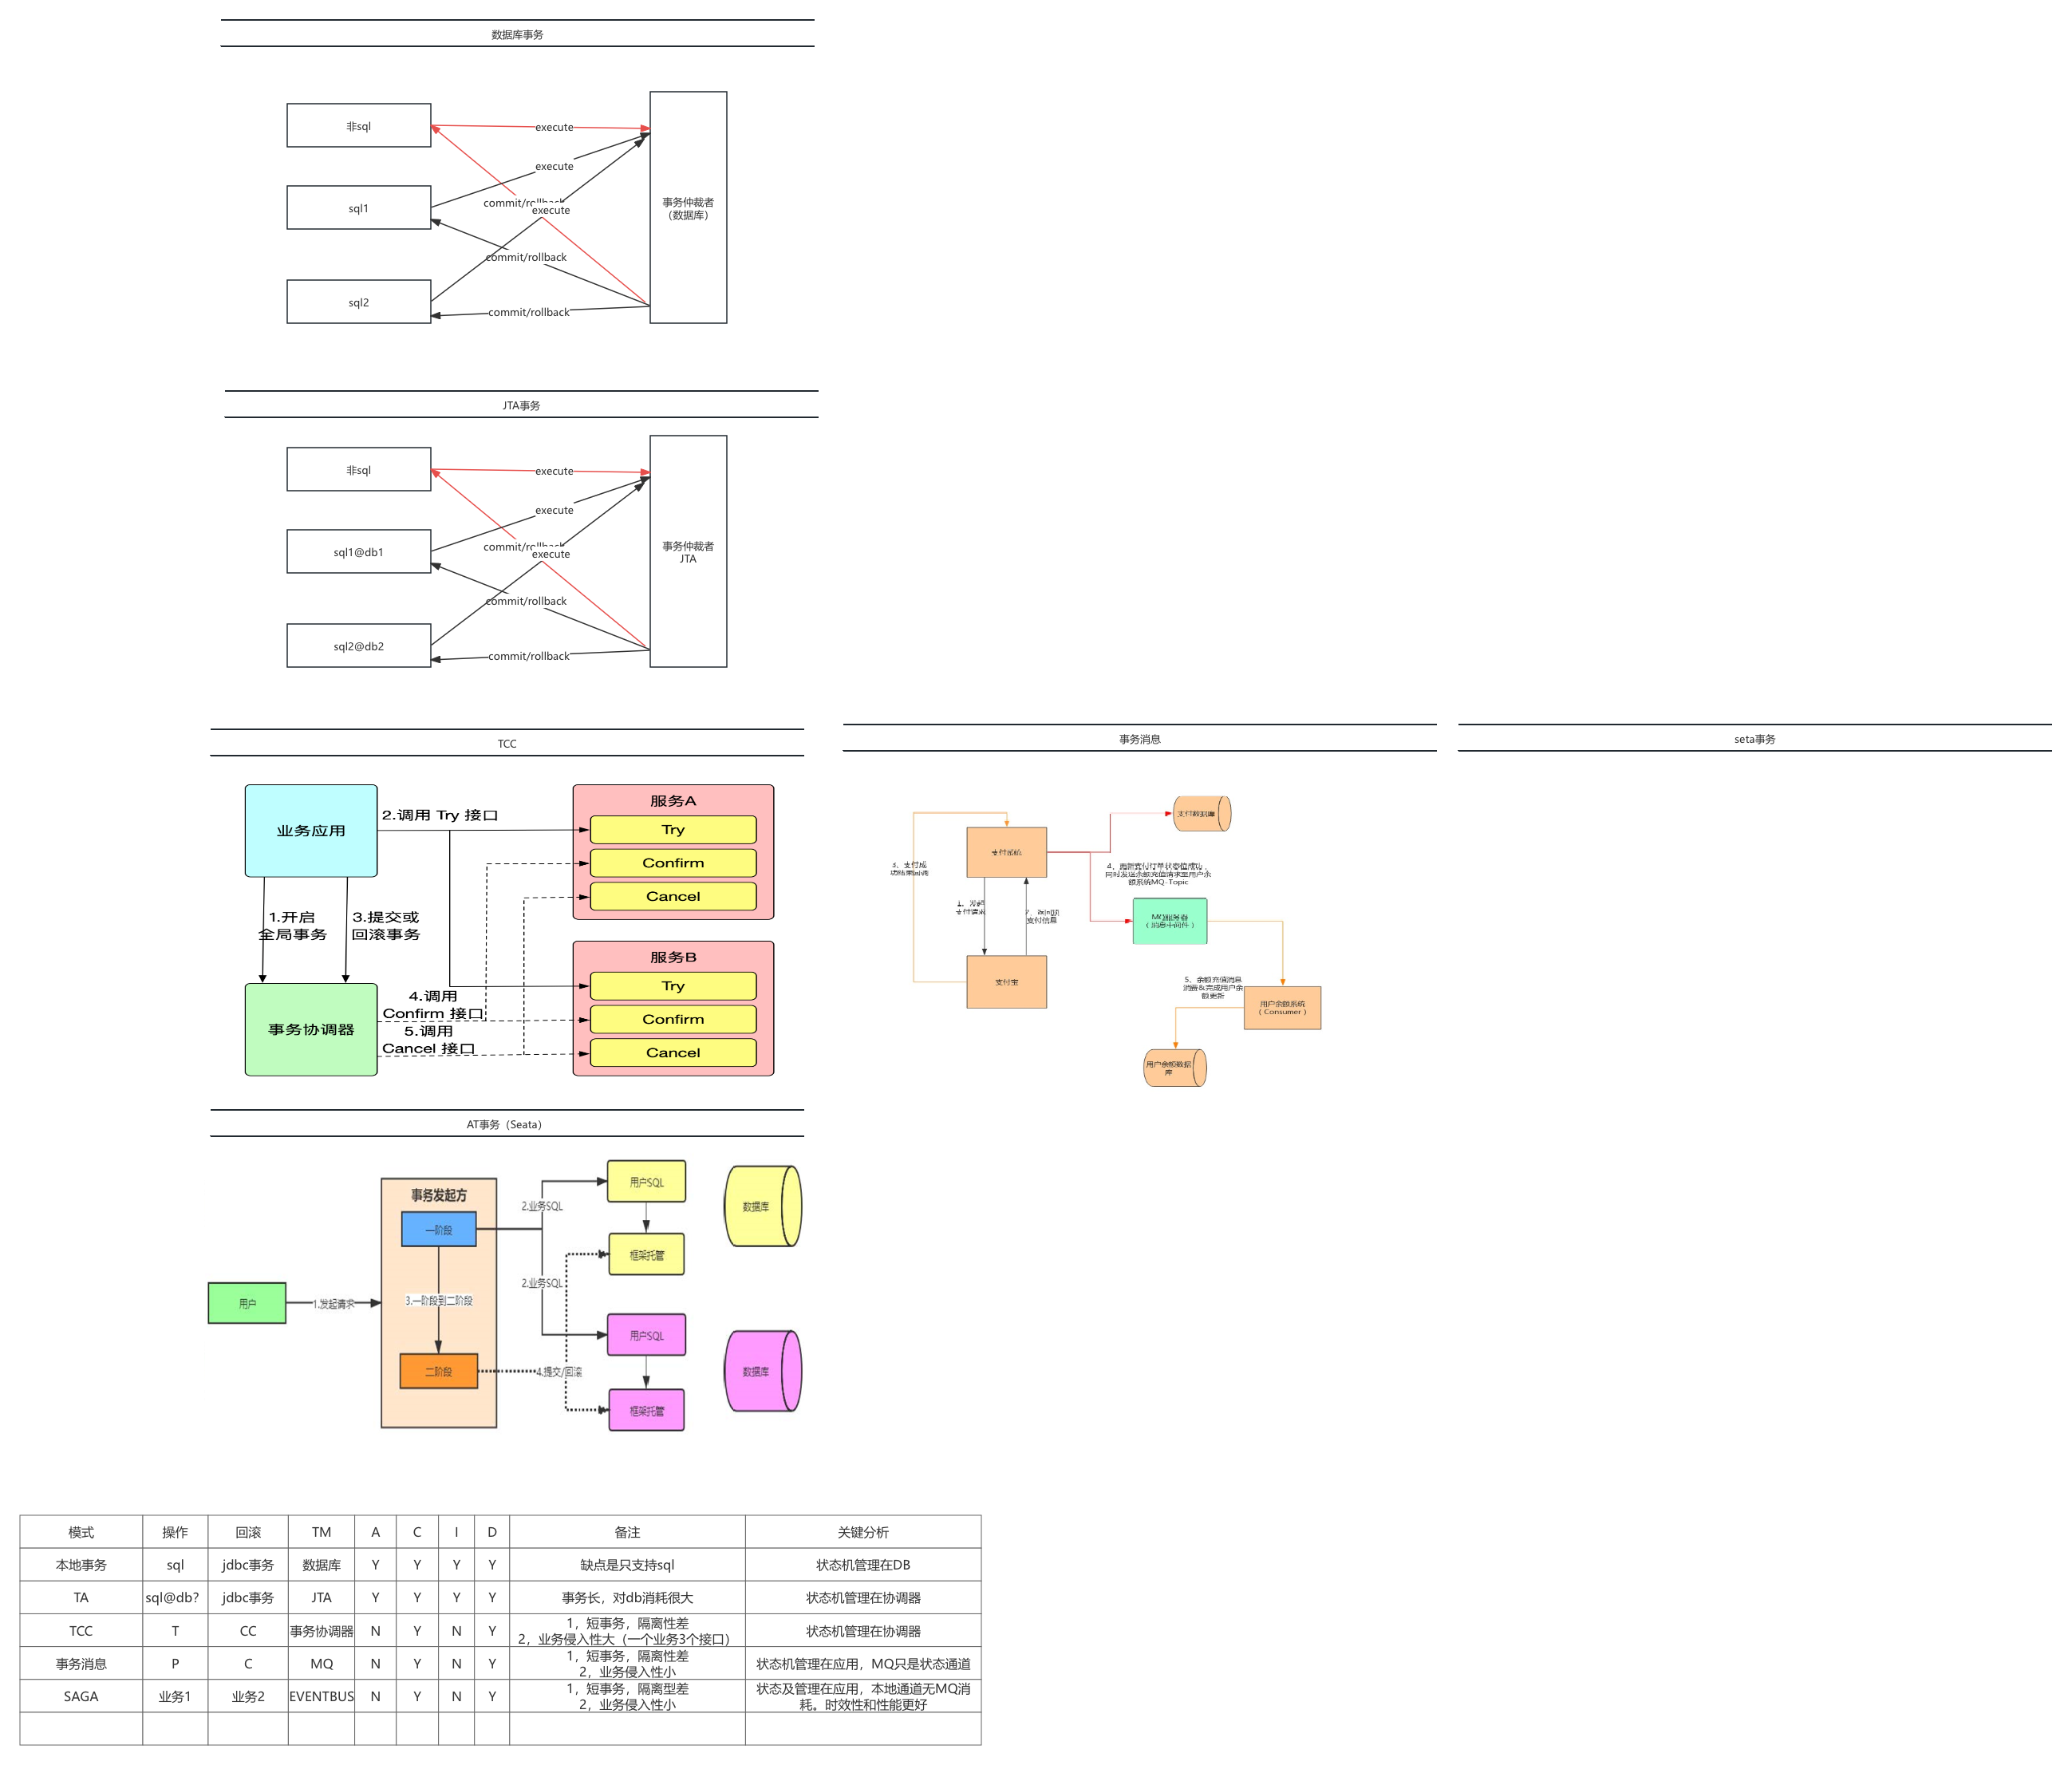 数据库事务
非sql
execute
sql1
execute
commit/rollback
execute
事务仲裁者
（数据库）
commit/rollback
sql2
commit/rollback
JTA事务
非sql
execute
sql1@db1
execute
commit/rollback
execute
事务仲裁者
JTA
commit/rollback
sql2@db2
commit/rollback
TCC
业务应用
2.调用 Try 接口
服务A
Try
Confirm
Cancel
1.开启
全局事务
3.提交或
回滚事务
服务B
Try
Confirm
Cancel
事务协调器
4.调用
Confirm 接口
5.调用
Cancel 接口
事务消息
支付数据库
支付系统
3、支付成
功结果回调
4、更新支付订单状态值成功，
同时发送余额充值请求至用户余
额系统MQ-Topic
1、发起
支付请求
2、返回
支付信息
MQ服务器
（消息中间件）
支付宝
5、余额充值消息
消费&完成用户余
额更新
用户余额系统
（Consumer）
用户余额数据
库
seta事务
AT事务（Seata）
事务发起方
一阶段
2.业务SQL
用户SQL
数据库
框架托管
用户
1.发起请求
3.一阶段到二阶段
2.业务SQL
用户SQL
二阶段
4.提交/回滚
数据库
框架托管
模式 操作 回滚 TM A C I D 备注 关键分析
本地事务 sql jdbc事务 数据库 Y Y Y Y 缺点是只支持sql 状态机管理在DB
TA sql@db? jdbc事务 JTA Y Y Y Y 事务长，对db消耗很大 状态机管理在协调器
TCC T CC 事务协调器 N Y N Y 1，短事务，隔离性差
2，业务侵入性大（一个业务3个接口） 状态机管理在协调器
事务消息 P C MQ N Y N Y 1，短事务，隔离性差
2，业务侵入性小 状态机管理在应用，MQ只是状态通道
SAGA 业务1 业务2 EVENTBUS N Y N Y 1，短事务，隔离型差
2，业务侵入性小 状态及管理在应用，本地通道无MQ消
耗。时效性和性能更好